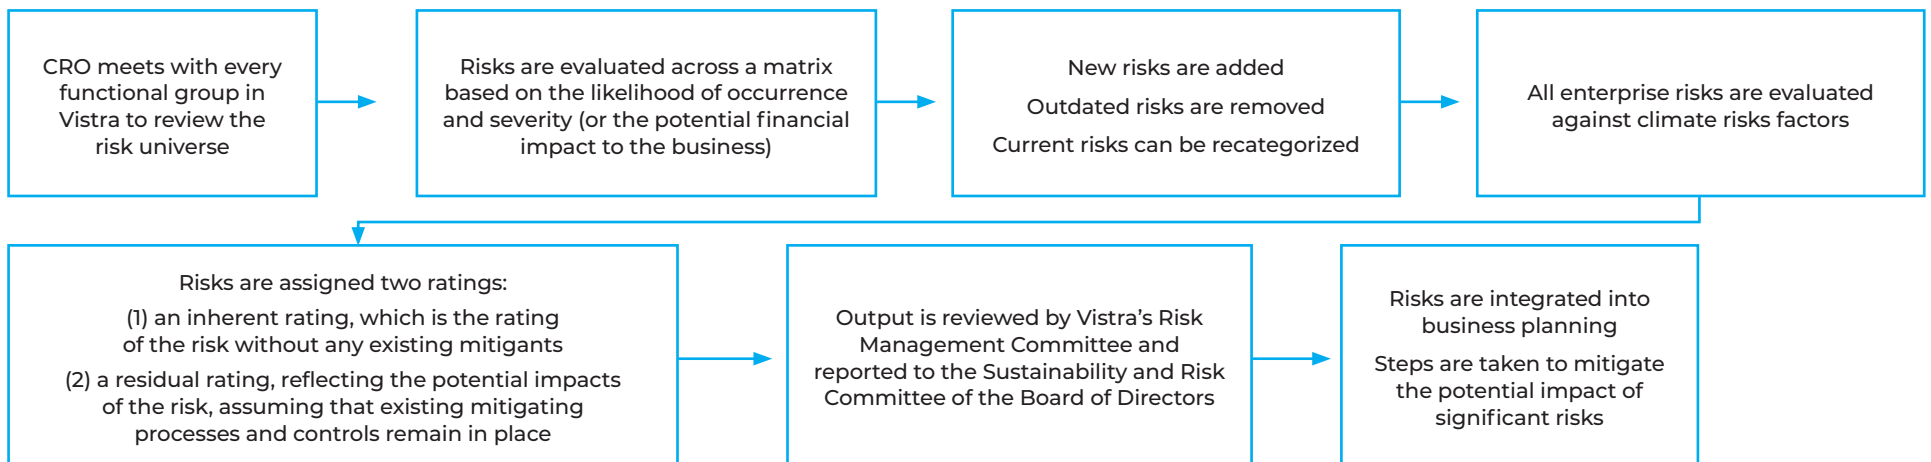 CRO meets with every
functional group in
Vistra to review the
risk universe
Risks are evaluated across a matrix
based on the likelihood of occurrence
and severity (or the potential financial
impact to the business)
New risks are added
Outdated risks are removed
Current risks can be recategorized
All enterprise risks are evaluated
against climate risks factors
Risks are assigned two ratings:
(1) an inherent rating, which is the rating
of the risk without any existing mitigants
(2) a residual rating, reflecting the potential impacts
of the risk, assuming that existing mitigating
processes and controls remain in place
Output is reviewed by Vistra’s Risk
Management Committee and
reported to the Sustainability and Risk
Committee of the Board of Directors
Risks are integrated into
business planning
Steps are taken to mitigate
the potential impact of
significant risks